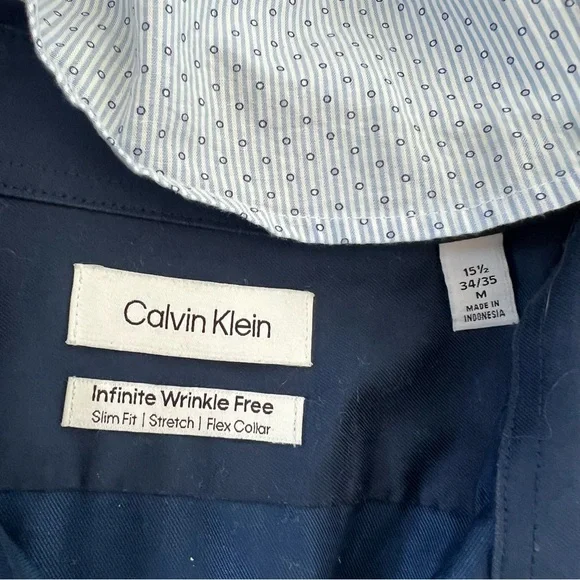 15½
34/35
M
MADE IN
INDONESIA
Calvin Klein
Infinite Wrinkle Free
Slim Fit | Stretch | Flex Collar